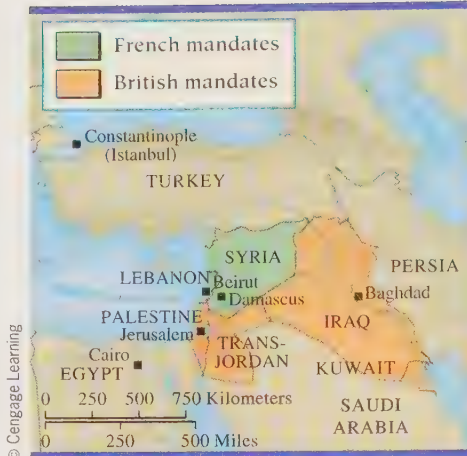 French mandates
British mandates
Constantinople
(Istanbul)
TURKEY
SYRIA
PERSIA
LEBANON
Beirut
Damascus
Baghdad
PALESTINE
Jerusalem
IRAQ
TRANS-
JORDAN
Cairo
EGYPT
KUWAIT
0 250 500 750 Kilometers
0 250 500 Miles
SAUDI
ARABIA
© Cengage Learning